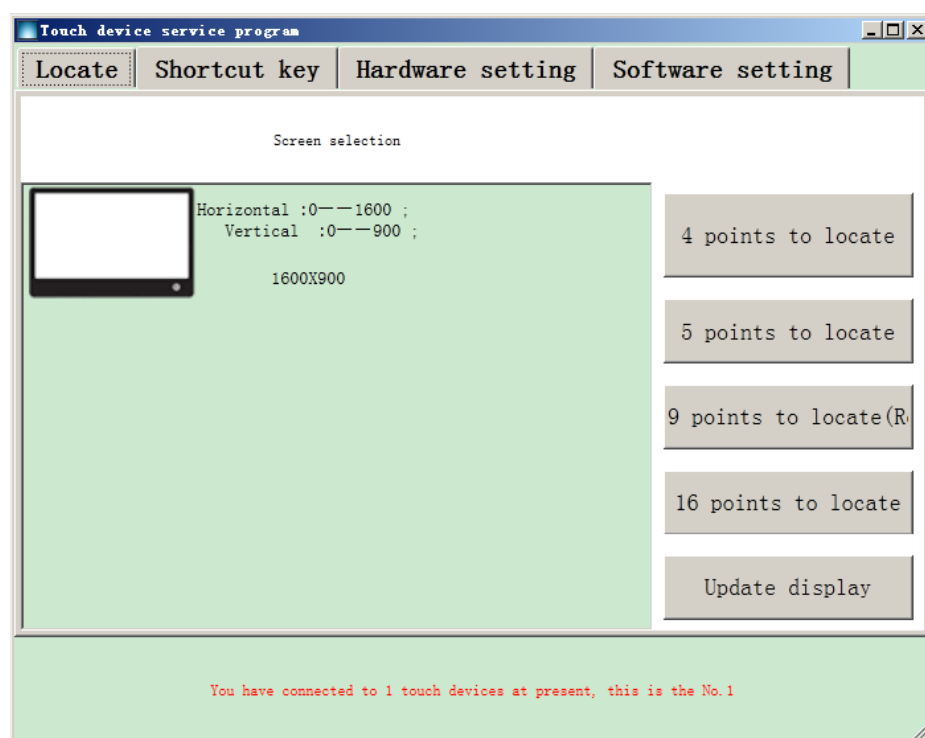 Touch device service program
Locate
Shortcut key
Hardware setting
Software setting
Screen selection
Horizontal :0——1600 ;
Vertical :0——900 ;
1600X900
4 points to locate
5 points to locate
9 points to locate(R
16 points to locate
Update display
You have connected to 1 touch devices at present, this is the No.1